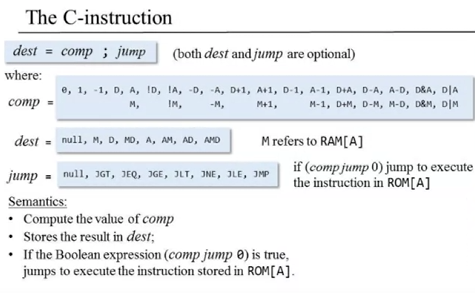 The C-instruction
dest = comp ; jump (both dest and jump are optional)
where:
comp = 0, 1, -1, D, A, !D, !A, -D, -A, D+1, A+1, D-1, A-1, D+A, D-A, A-D, D&A, D|A
M, !M, -M, M+1, M-1, D+M, D-M, M-D, D&M, D|M
dest = null, M, D, MD, A, AM, AD, AMD M refers to RAM[A]
jump = null, JGT, JEQ, JGE, JLT, JNE, JLE, JMP if (comp jump 0) jump to execute
the instruction in ROM[A]
Semantics:
• Compute the value of comp
• Stores the result in dest;
• If the Boolean expression (comp jump 0) is true,
jumps to execute the instruction stored in ROM[A].